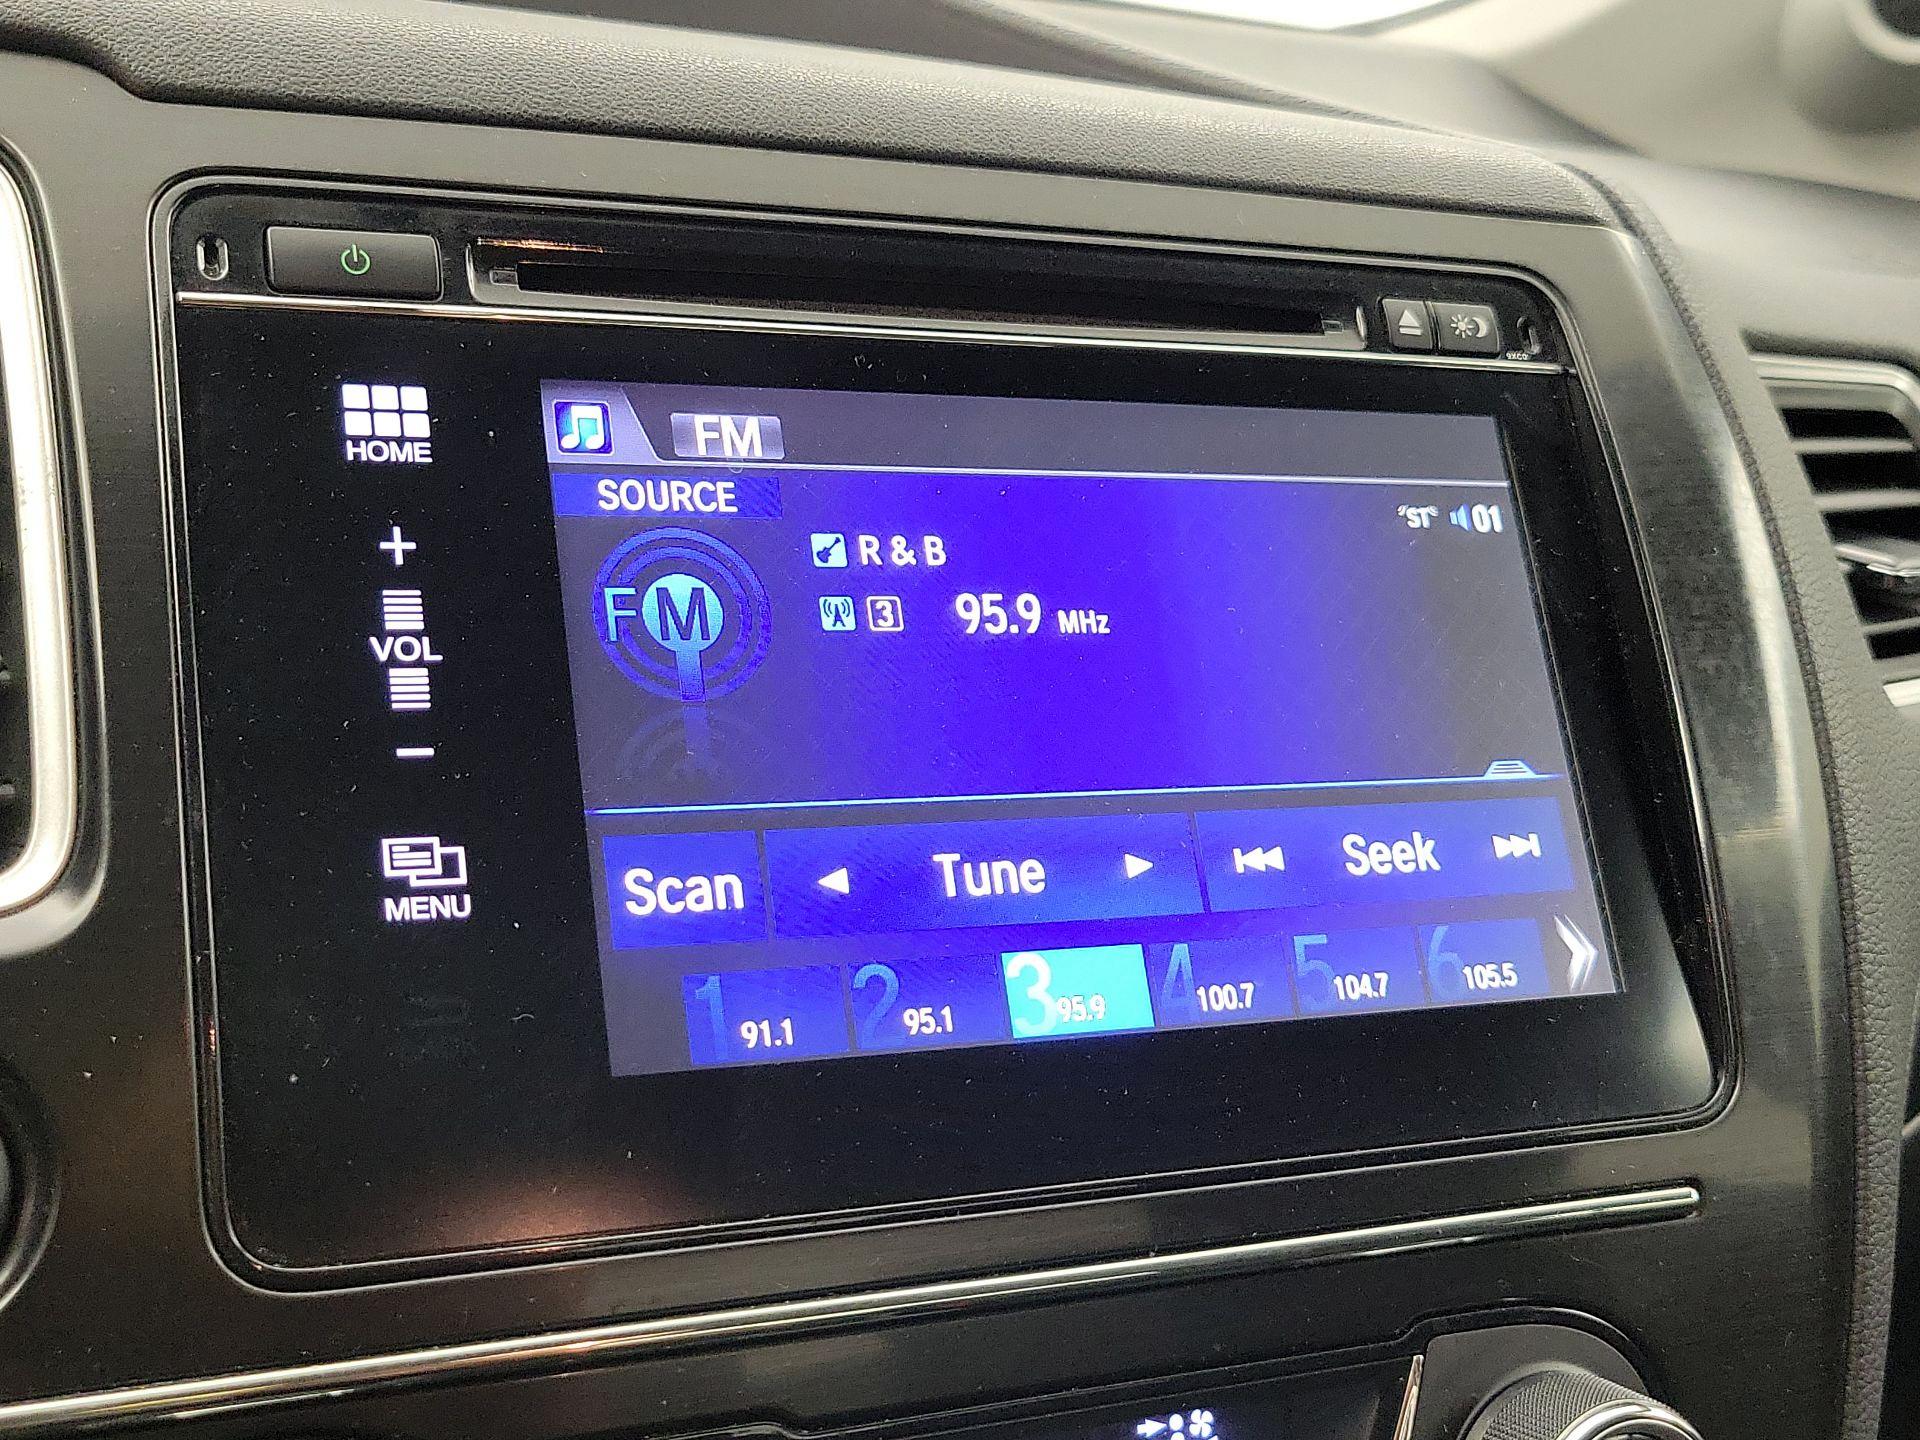 HOME
+
VOL
−
MENU
FM
SOURCE
ST 01
FM
R & B
3 95.9 MHz
Scan Tune Seek
1 91.1
2 95.1
3 95.9
4 100.7
5 104.7
6 105.5